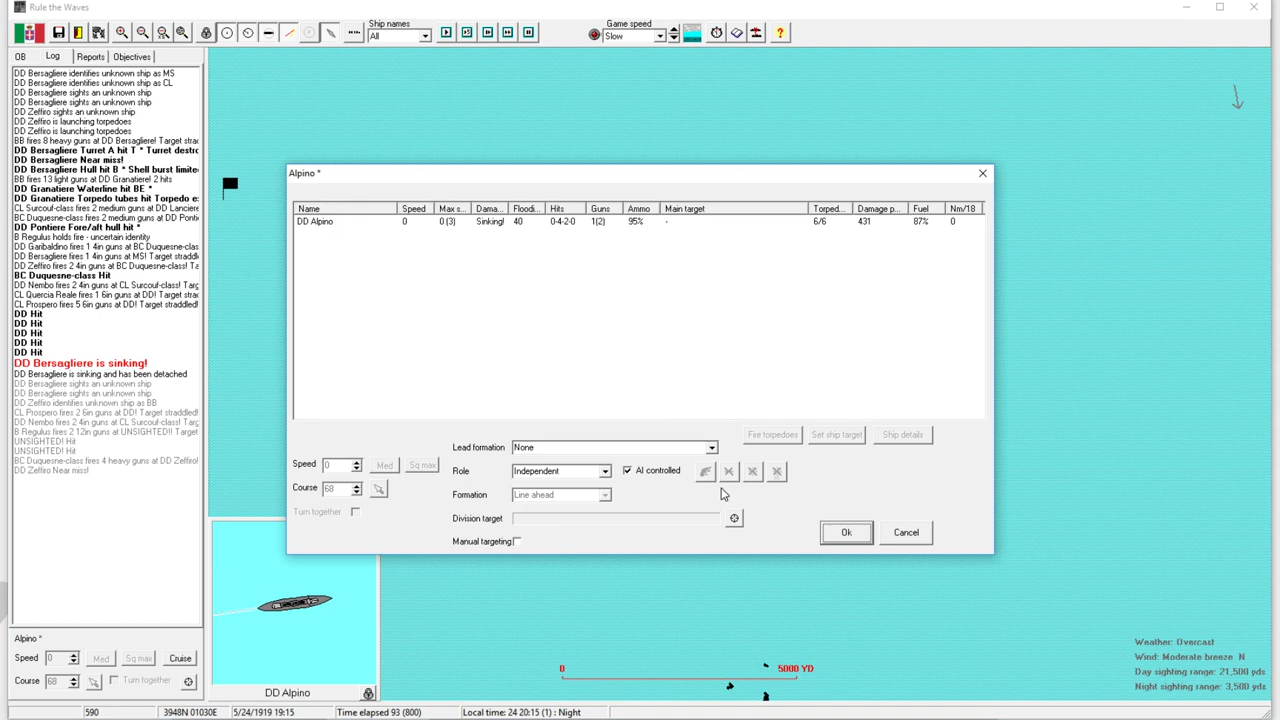 Rule the Waves
Ship names
All
Game speed
Slow
?
OB
Log
Reports
Objectives
DD Bersagliere identifies unknown ship as MS
DD Bersagliere identifies unknown ship as CL
DD Bersagliere sights an unknown ship
DD Bersagliere sights an unknown ship
DD Zeffiro sights an unknown ship
DD Zeffiro is launching torpedoes
DD Zeffiro is launching torpedoes
BB fires 8 heavy guns at DD Bersagliere! Target strac
DD Bersagliere Turret A hit T * Turret destro
DD Bersagliere Near miss!
DD Bersagliere Hull hit B * Shell burst limite
BB fires 13 light guns at DD Granatiere! 2 hits
DD Granatiere Waterline hit BE *
DD Granatiere Torpedo tubes hit Torpedo e:
CL Surcouf-class fires 2 medium guns at DD Lanciere
BC Duquesne-class fires 2 medium guns at DD Ponti
DD Pontiere Fore/aft hull hit *
B Regulus holds fire - uncertain identity
DD Garibaldino fires 1 4in guns at BC Duquesne-clas
DD Bersagliere fires 1 4in guns at MS! Target straddle
DD Zeffiro fires 2 4in guns at BC Duquesne-class! Ta
BC Duquesne-class Hit
DD Nembo fires 2 4in guns at CL Surcouf-class! Targ
CL Quercia Reale fires 1 6in guns at DD! Target strad
CL Prospero fires 5 6in guns at DD! Target straddled!
DD Hit
DD Hit
DD Hit
DD Hit
DD Hit
DD Bersagliere is sinking!
DD Bersagliere is sinking and has been detached
DD Bersagliere sights an unknown ship
DD Bersagliere sights an unknown ship
DD Zeffiro identifies unknown ship as BB
CL Prospero fires 2 6in guns at DD! Target straddled!
DD Nembo fires 2 4in guns at CL Surcouf-class! Targ
B Regulus fires 2 12in guns at UNSIGHTED!! Target
UNSIGHTED! Hit
UNSIGHTED! Hit
BC Duquesne-class fires 4 heavy guns at DD Zeffiro!
DD Zeffiro Near miss!
Alpino *
Name
Speed
Max s...
Dama...
Floodi...
Hits
Guns
Ammo
Main target
Torped...
Damage p...
Fuel
Nm/18
DD Alpino
0
0 (3)
Sinking!
40
0-4-2-0
1(2)
95%
-
6/6
431
87%
0
Lead formation
None
Fire torpedoes
Set ship target
Ship details
Speed
0
Med
Sq max
Role
Independent
AI controlled
Course
68
Formation
Line ahead
Turn together
Division target
Manual targeting
Ok
Cancel
Alpino *
Speed
0
Med
Sq max
Cruise
Course
68
Turn together
DD Alpino
0
5000 YD
Weather: Overcast
Wind: Moderate breeze N
Day sighting range: 21,500 yds
Night sighting range: 3,500 yds
590
3948N 01030E
5/24/1919 19:15
Time elapsed 93 (800)
Local time: 24 20:15 (1) : Night